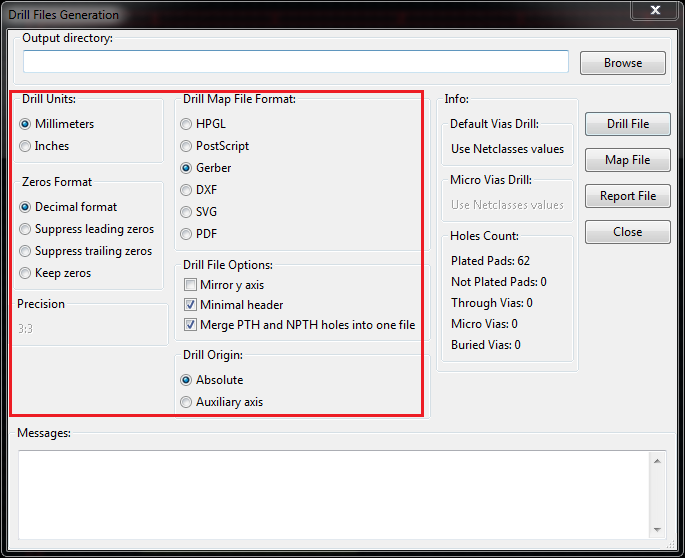 Drill Files Generation
Output directory:
Browse
Drill Units:
Millimeters
Inches
Zeros Format
Decimal format
Suppress leading zeros
Suppress trailing zeros
Keep zeros
Precision
3:3
Drill Map File Format:
HPGL
PostScript
Gerber
DXF
SVG
PDF
Drill File Options:
Mirror y axis
Minimal header
Merge PTH and NPTH holes into one file
Drill Origin:
Absolute
Auxiliary axis
Info:
Default Vias Drill:
Use Netclasses values
Micro Vias Drill:
Use Netclasses values
Holes Count:
Plated Pads: 62
Not Plated Pads: 0
Through Vias: 0
Micro Vias: 0
Buried Vias: 0
Drill File
Map File
Report File
Close
Messages: